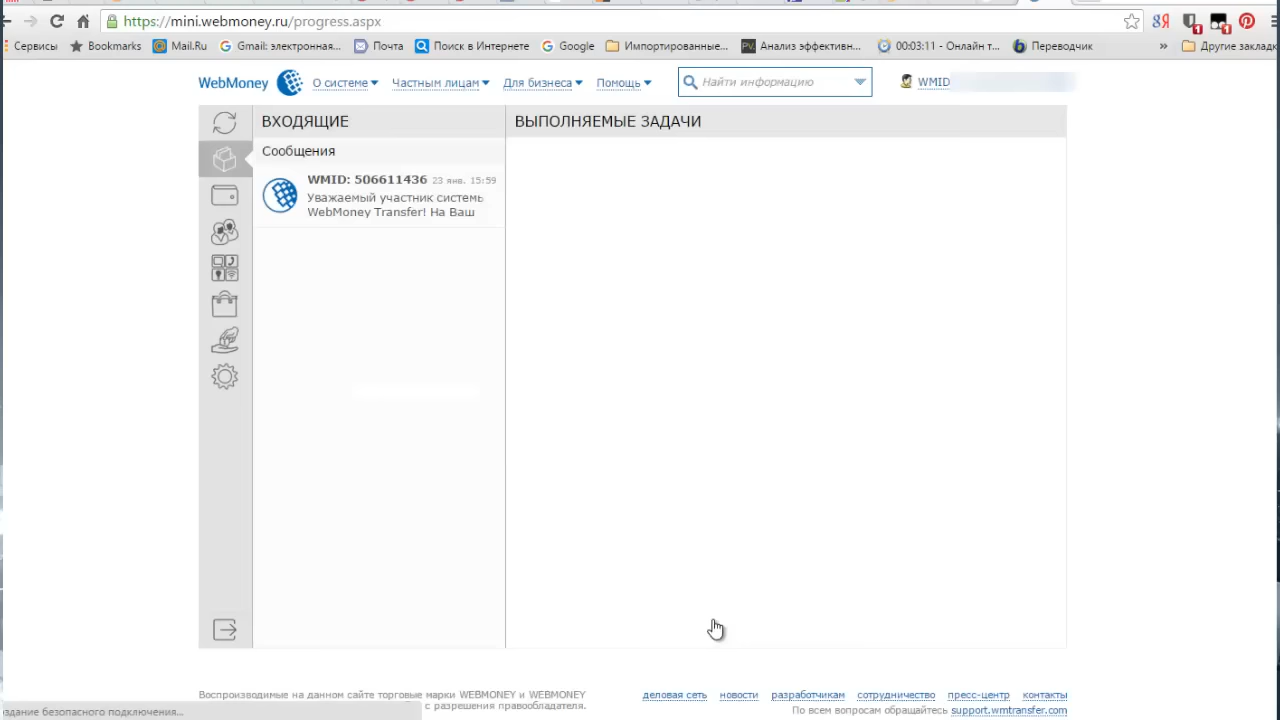 https://mini.webmoney.ru/progress.aspx
Сервисы Bookmarks Mail.Ru Gmail: электронная... Почта Поиск в Интернете Google Импортированные... Анализ эффективн... 00:03:11 - Онлайн т... Переводчик » Другие заклад
WebMoney О системе Частным лицам Для бизнеса Помощь Найти информацию WMID
ВХОДЯЩИЕ ВЫПОЛНЯЕМЫЕ ЗАДАЧИ
Сообщения
WMID: 506611436 23 янв. 15:59
Уважаемый участник системь
WebMoney Transfer! На Ваш
Воспроизводимые на данном сайте торговые марки WEBMONEY и WEBMONEY деловая сеть новости разработчикам сотрудничество пресс-центр контакты
с разрешения правообладателя. По всем вопросам обращайтесь support.wmtransfer.com
здание безопасного подключения...